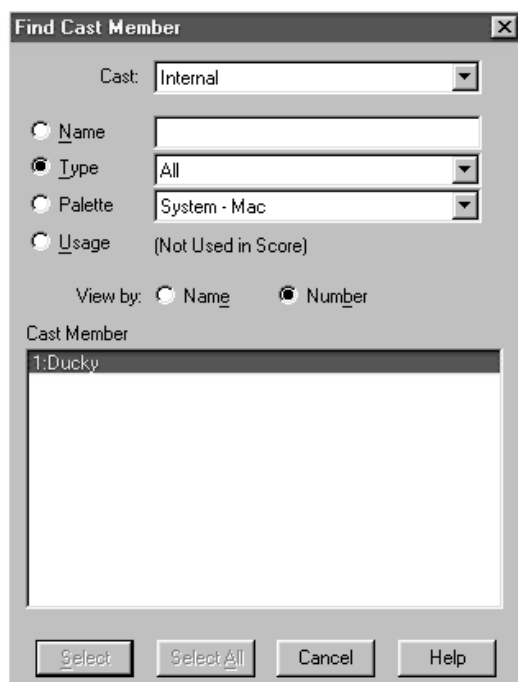 Find Cast Member
Cast: Internal
Name
Type All
Palette System - Mac
Usage (Not Used in Score)
View by: Name Number
Cast Member
1:Ducky
Select Select All Cancel Help